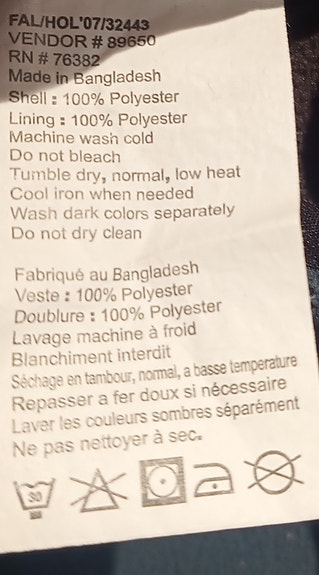 FAL/HOL'07/32443
VENDOR # 89650
RN # 76382
Made in Bangladesh
Shell : 100% Polyester
Lining : 100% Polyester
Machine wash cold
Do not bleach
Tumble dry, normal, low heat
Cool iron when needed
Wash dark colors separately
Do not dry clean
Fabriqué au Bangladesh
Veste : 100% Polyester
Doublure : 100% Polyester
Lavage machine à froid
Blanchiment interdit
Séchage en tambour, normal, a basse temperature
Repasser a fer doux si nécessaire
Laver les couleurs sombres séparément
Ne pas nettoyer à sec.
30